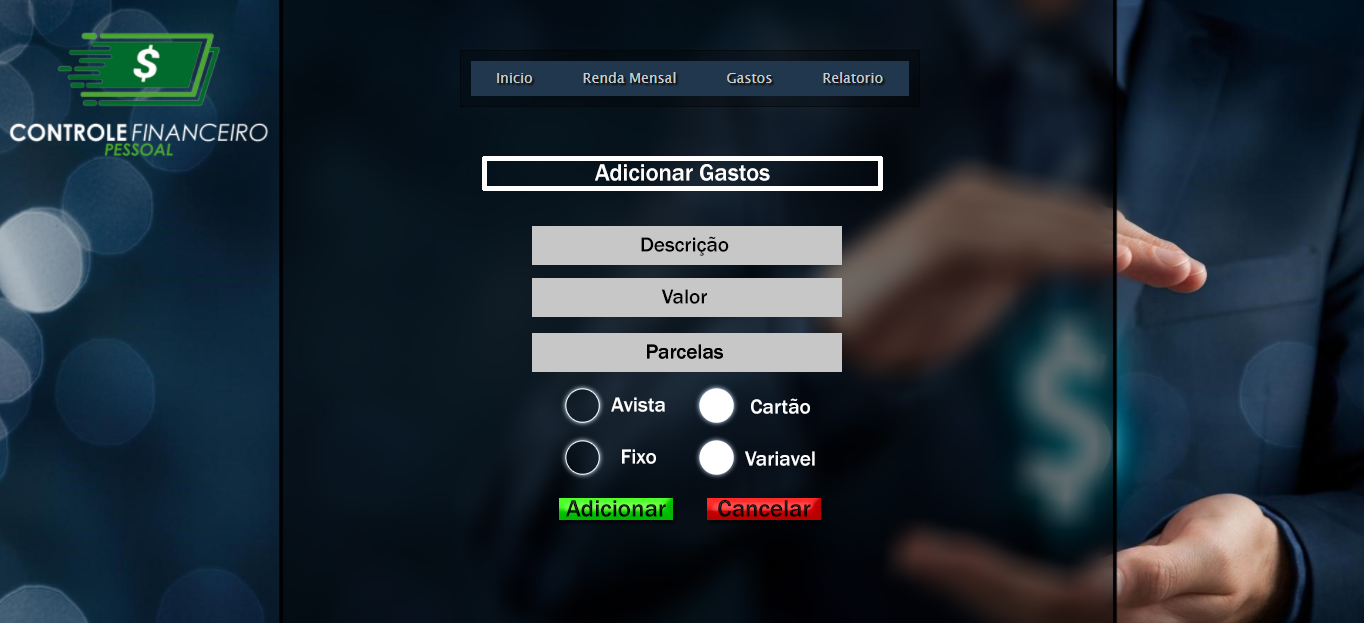 $
CONTROLE FINANCEIRO
PESSOAL
Inicio Renda Mensal Gastos Relatorio
Adicionar Gastos
Descrição
Valor
Parcelas
Avista Cartão
Fixo Variavel
Adicionar Cancelar
$